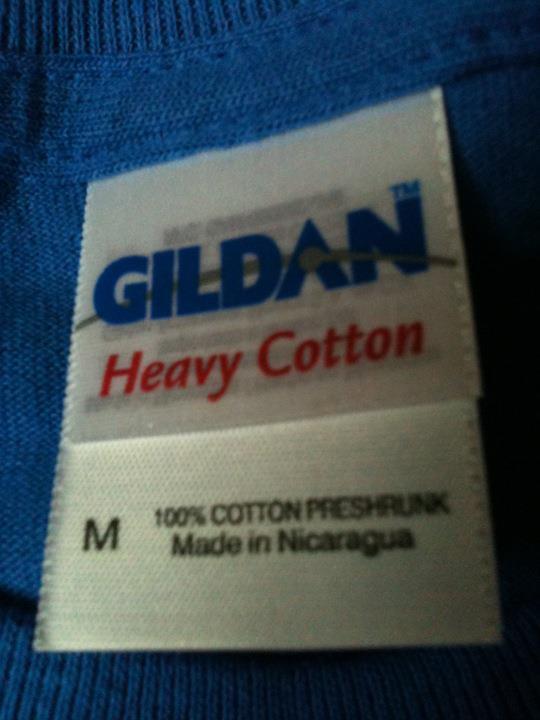 GILDAN™
Heavy Cotton
M 100% COTTON PRESHRUNK
Made in Nicaragua